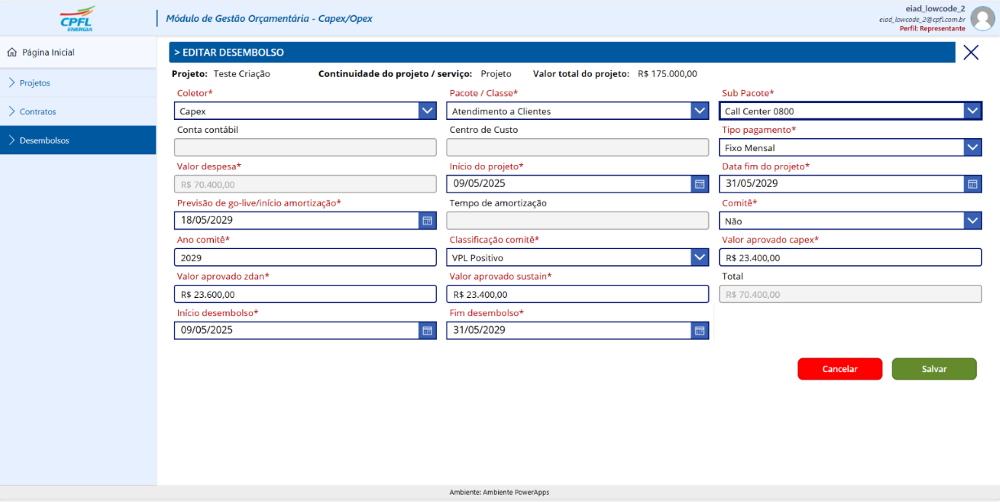 CPFL
ENERGIA
Módulo de Gestão Orçamentária - Capex/Opex
eiad_lowcode_2
eiad_lowcode_2@cpfl.com.br
Perfil: Representante
Página Inicial
Projetos
Contratos
Desembolsos
> EDITAR DESEMBOLSO
Projeto: Teste Criação Continuidade do projeto / serviço: Projeto Valor total do projeto: R$ 175.000,00
Coletor* Pacote / Classe* Sub Pacote*
Capex Atendimento a Clientes Call Center 0800
Conta contábil Centro de Custo Tipo pagamento*
Fixo Mensal
Valor despesa* Início do projeto* Data fim do projeto*
R$ 70.400,00 09/05/2025 31/05/2029
Previsão de go-live/início amortização* Tempo de amortização Comitê*
18/05/2029 Não
Ano comitê* Classificação comitê* Valor aprovado capex*
2029 VPL Positivo R$ 23.400,00
Valor aprovado zdan* Valor aprovado sustain* Total
R$ 23.600,00 R$ 23.400,00 R$ 70.400,00
Início desembolso* Fim desembolso*
09/05/2025 31/05/2029
Cancelar Salvar
Ambiente: Ambiente PowerApps